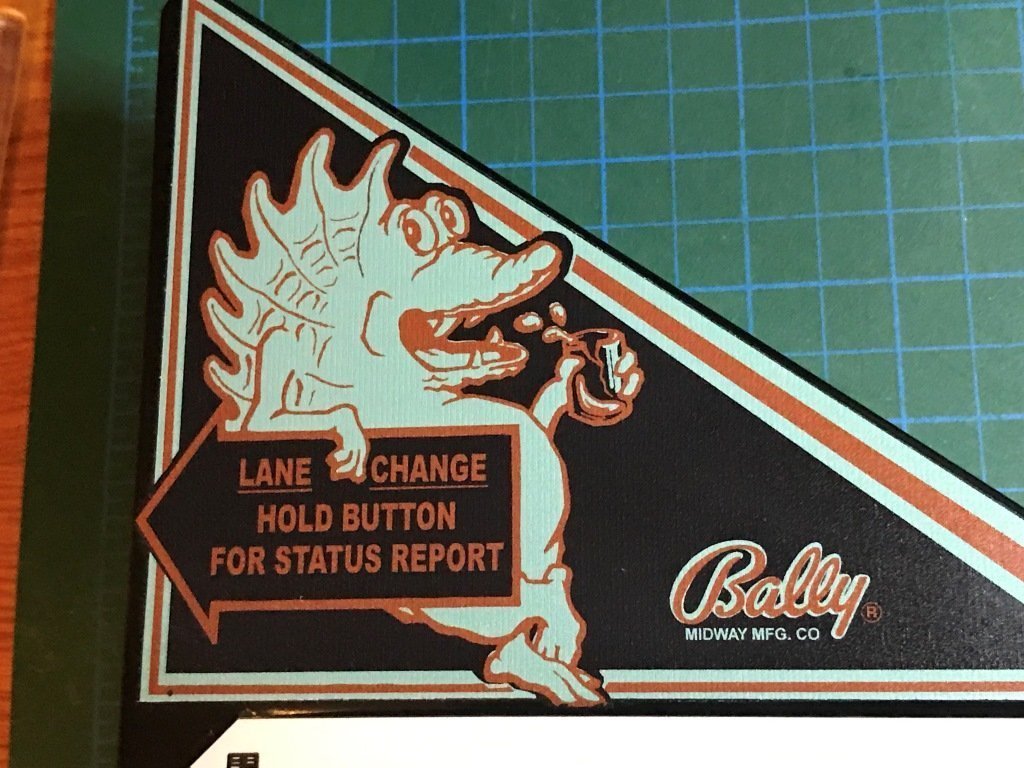 LANE CHANGE
HOLD BUTTON
FOR STATUS REPORT
Bally®
MIDWAY MFG. CO